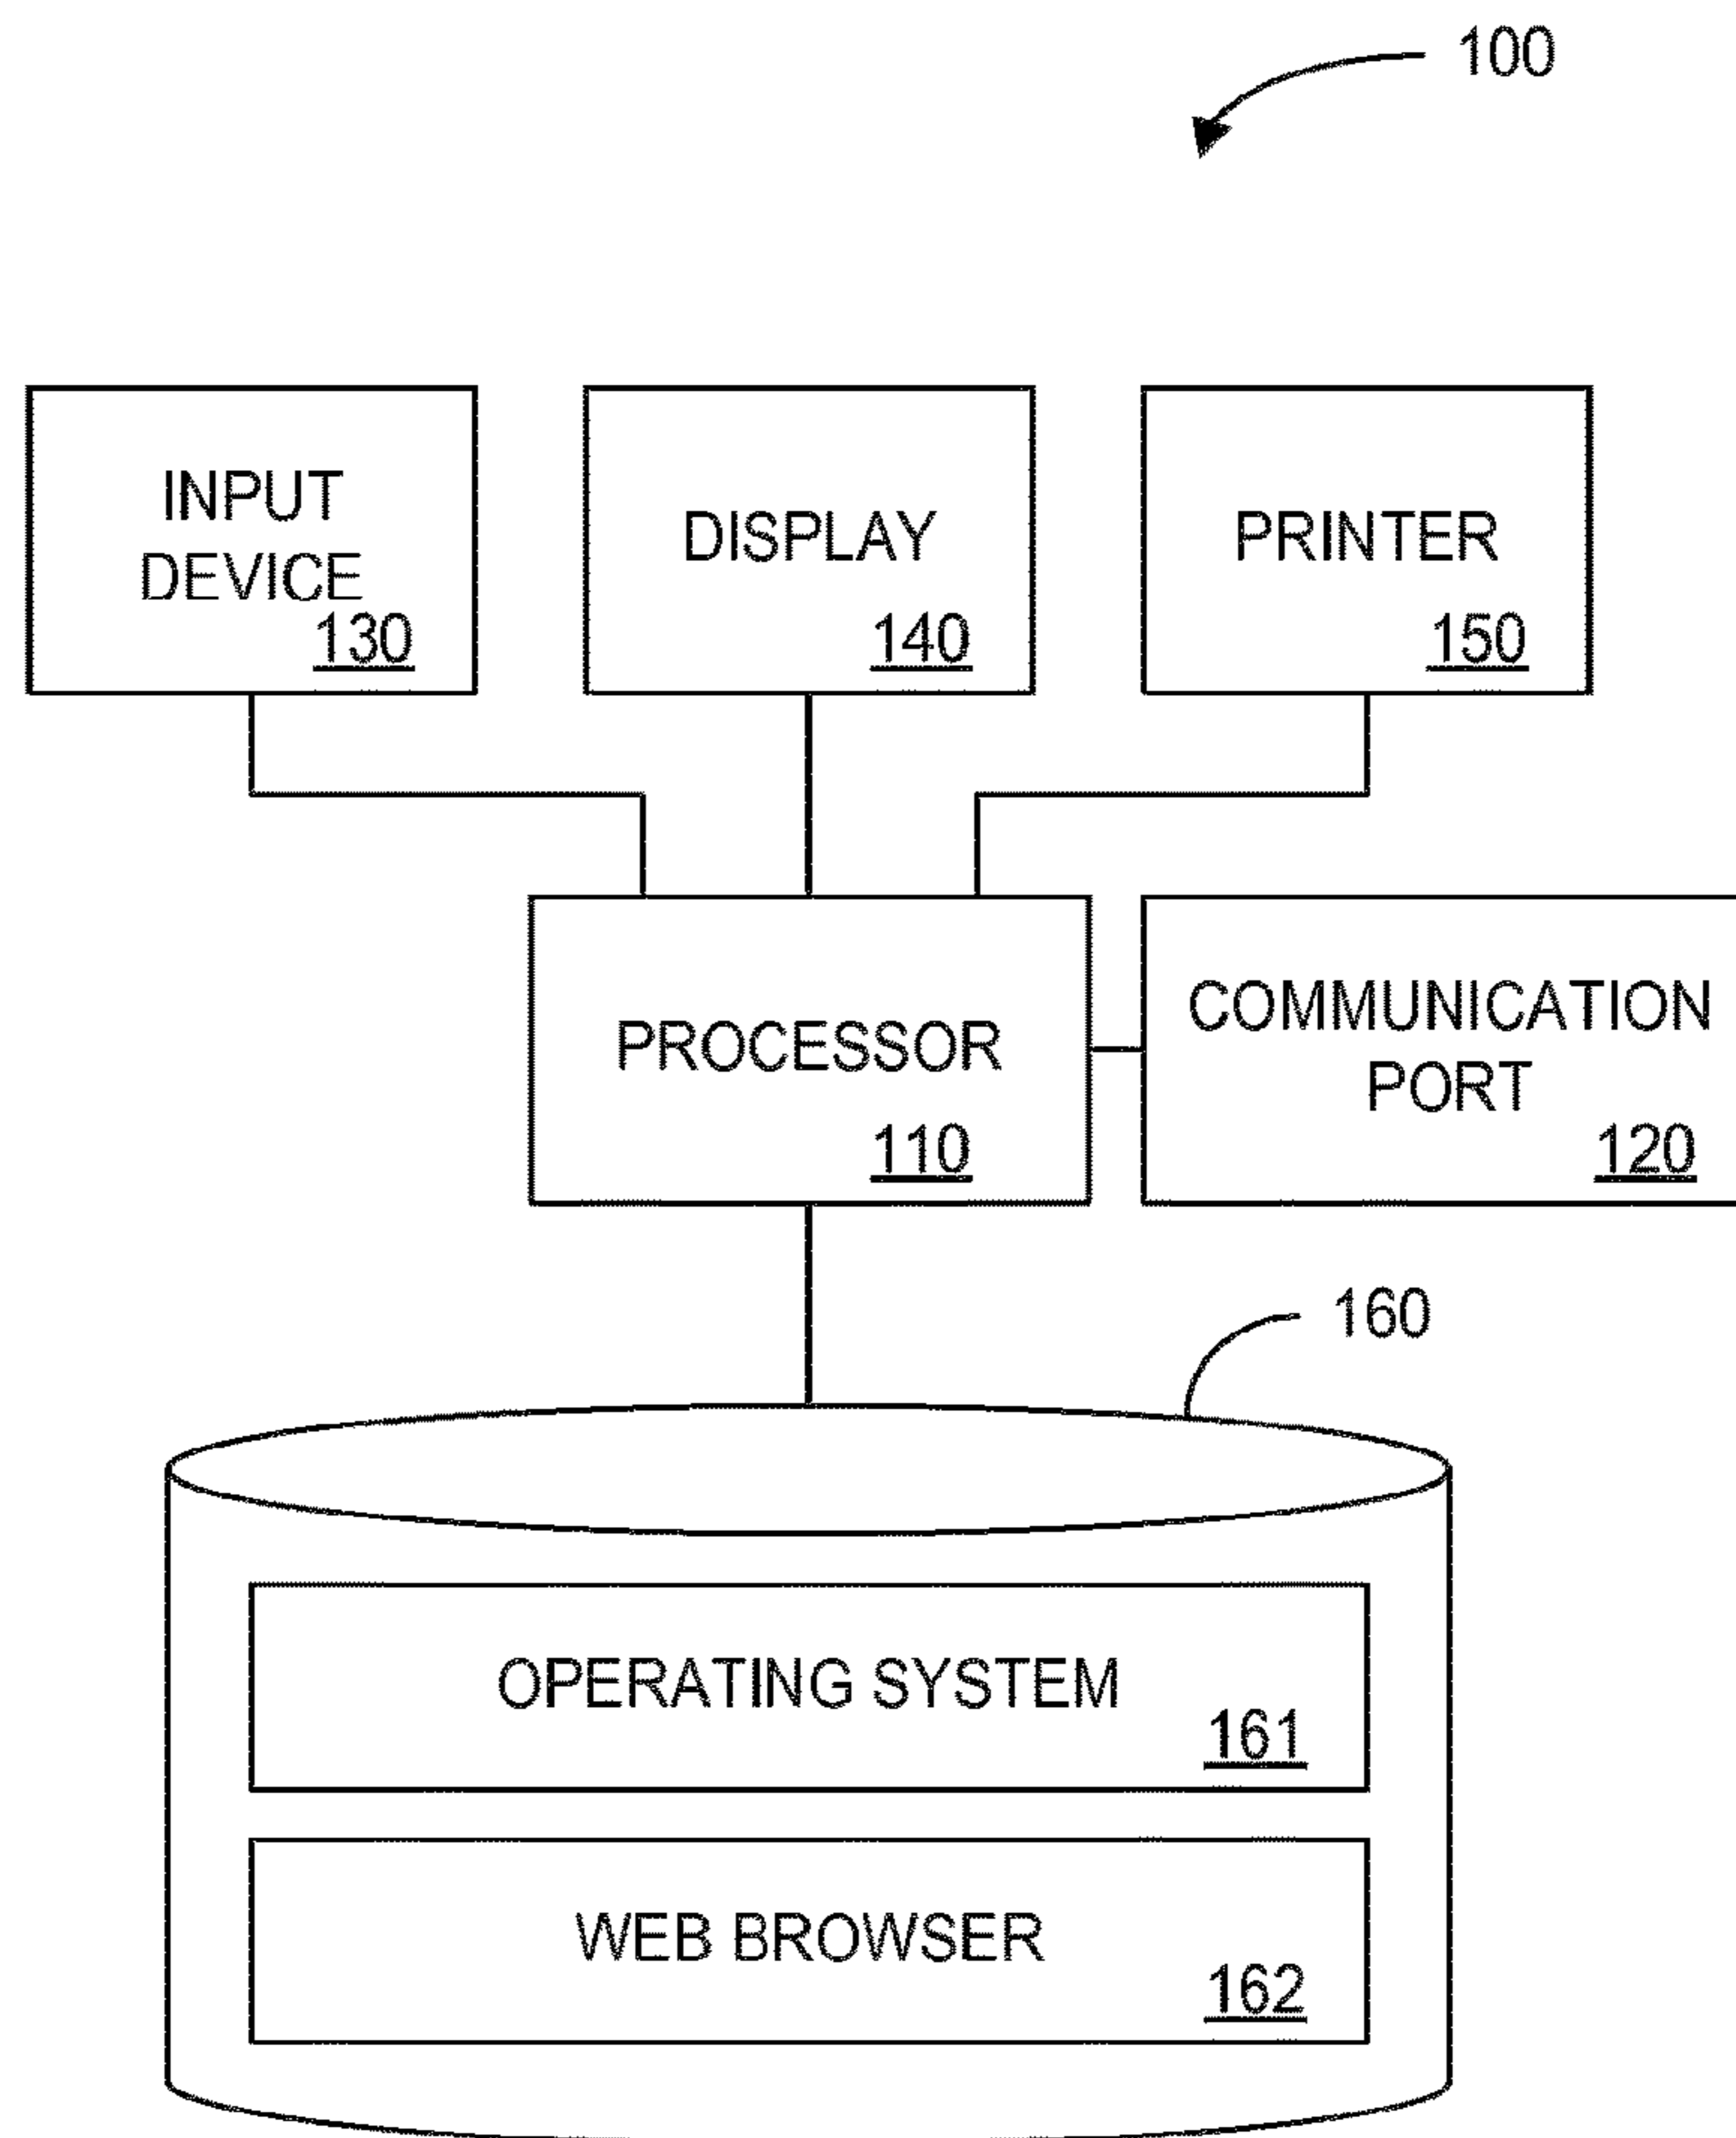 100
INPUT
DEVICE
130
DISPLAY
140
PRINTER
150
PROCESSOR
110
COMMUNICATION
PORT
120
160
OPERATING SYSTEM
161
WEB BROWSER
162